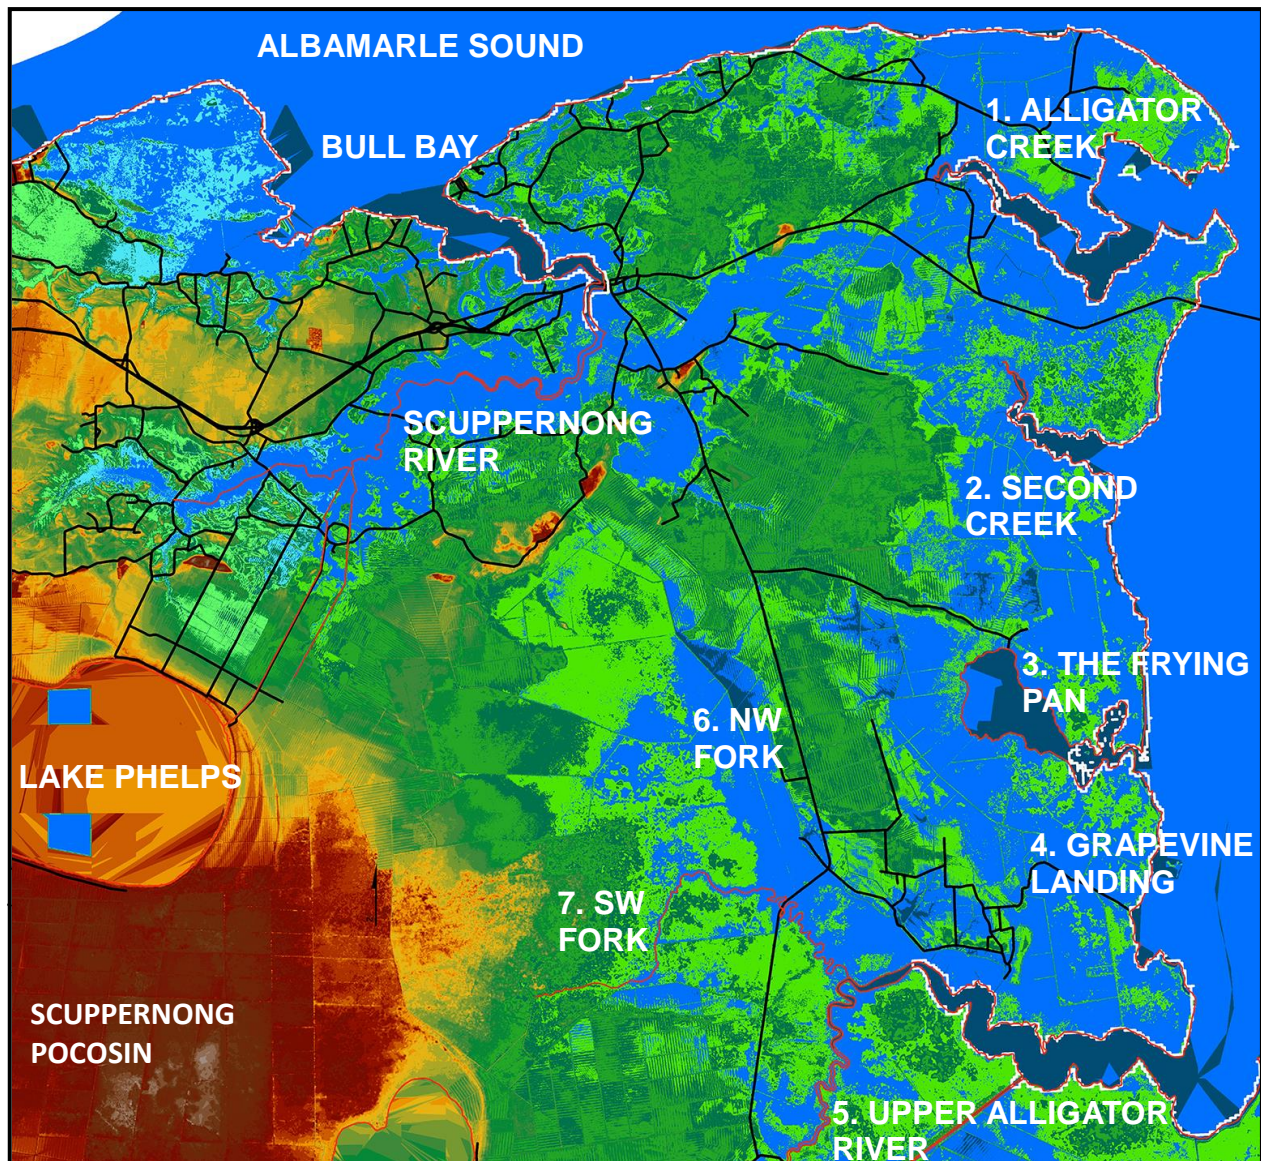 ALBAMARLE SOUND
BULL BAY
1. ALLIGATOR
CREEK
SCUPPERNONG
RIVER
2. SECOND
CREEK
3. THE FRYING
PAN
6. NW
FORK
LAKE PHELPS
4. GRAPEVINE
LANDING
7. SW
FORK
SCUPPERNONG
POCOSIN
5. UPPER ALLIGATOR
RIVER